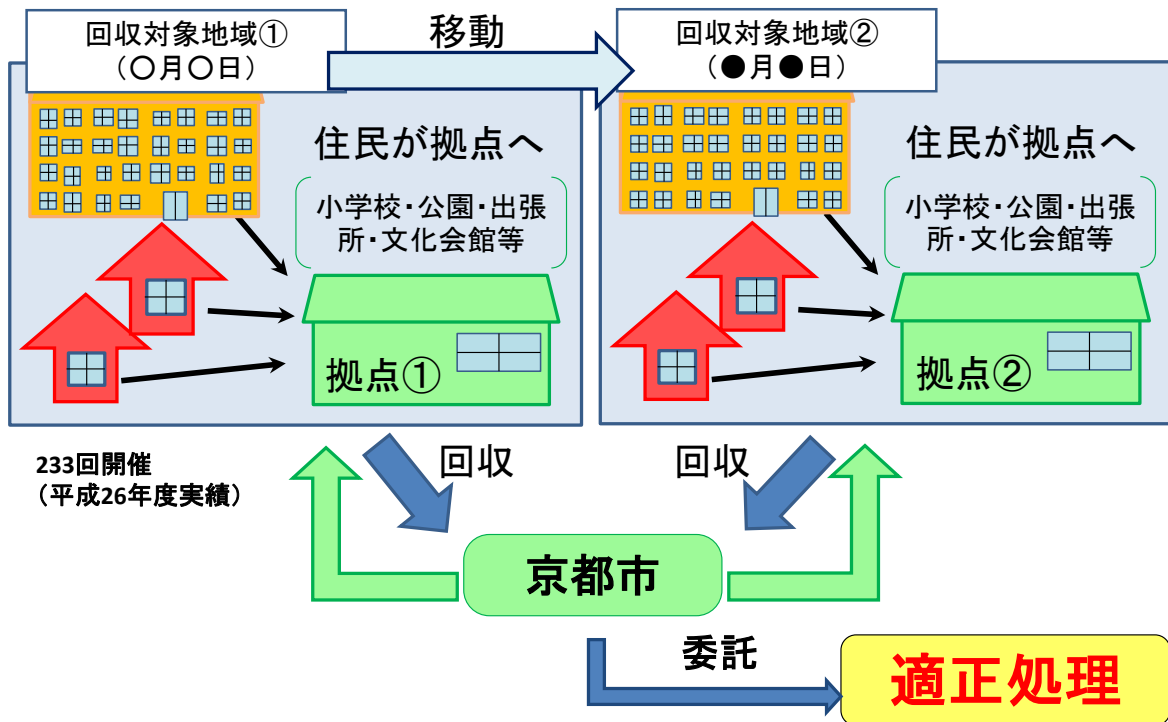 回収対象地域①
（○月○日）
移動
回収対象地域②
（●月●日）
住民が拠点へ
小学校・公園・出張
所・文化会館等
拠点①
住民が拠点へ
小学校・公園・出張
所・文化会館等
拠点②
233回開催
（平成26年度実績）
回収
回収
京都市
委託
適正処理